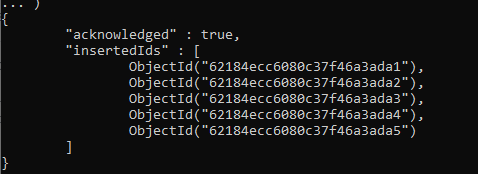 ... )
{
        "acknowledged" : true,
        "insertedIds" : [
                ObjectId("62184ecc6080c37f46a3ada1"),
                ObjectId("62184ecc6080c37f46a3ada2"),
                ObjectId("62184ecc6080c37f46a3ada3"),
                ObjectId("62184ecc6080c37f46a3ada4"),
                ObjectId("62184ecc6080c37f46a3ada5")
        ]
}